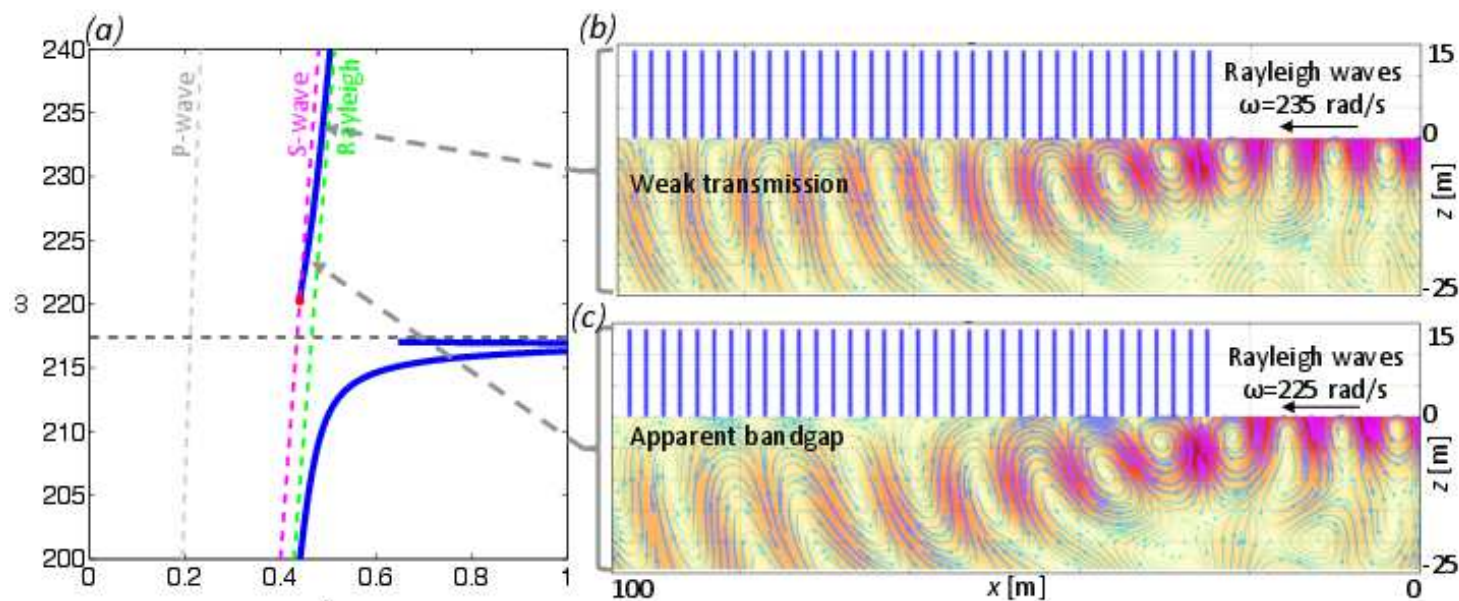 (a)
240
235
230
225
220
215
210
205
200
ω
P-wave
S-wave
Rayleigh
0
0.2
0.4
0.6
0.8
1
(b)
Rayleigh waves
ω=235 rad/s
Weak transmission
15
0
z [m]
-25
(c)
Rayleigh waves
ω=225 rad/s
Apparent bandgap
15
0
z [m]
-25
100
x [m]
0